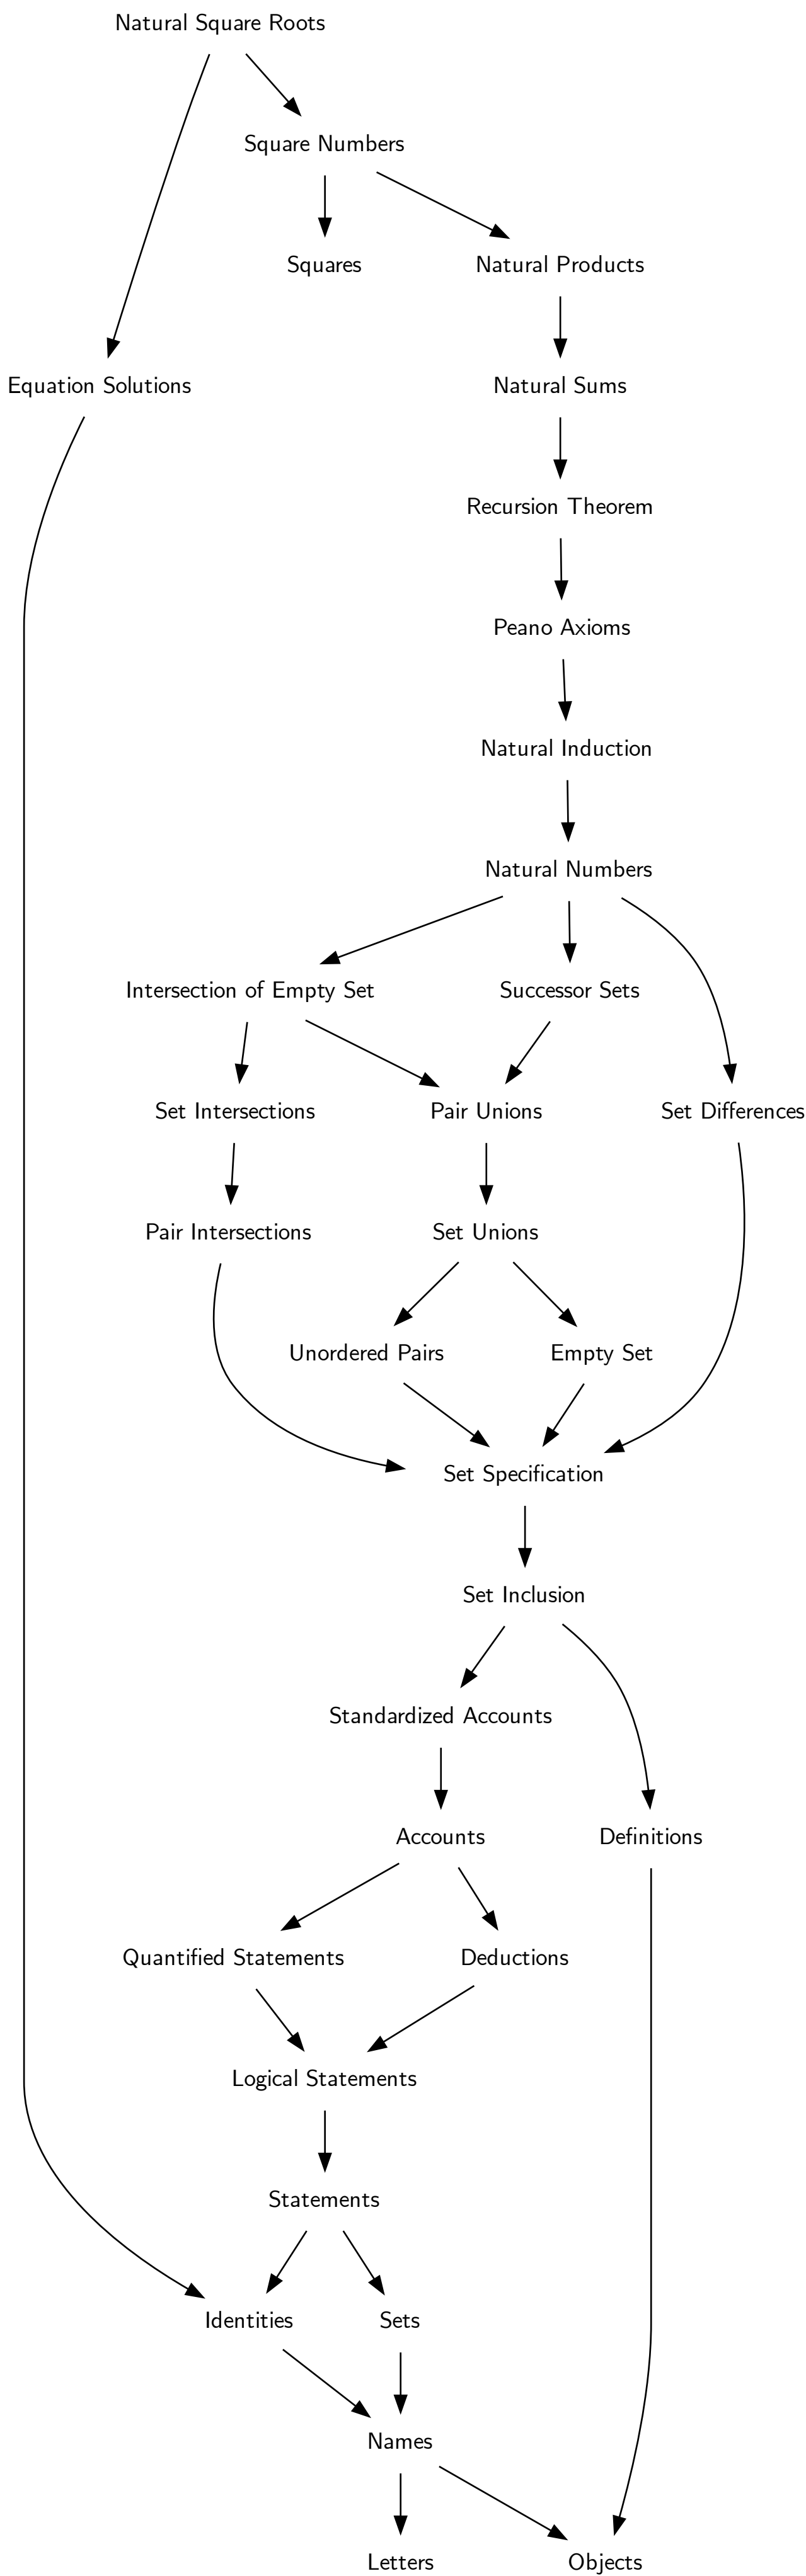 Natural Square Roots
Square Numbers
Squares
Natural Products
Equation Solutions
Natural Sums
Recursion Theorem
Peano Axioms
Natural Induction
Natural Numbers
Intersection of Empty Set
Successor Sets
Set Intersections
Pair Unions
Set Differences
Pair Intersections
Set Unions
Unordered Pairs
Empty Set
Set Specification
Set Inclusion
Standardized Accounts
Accounts
Definitions
Quantified Statements
Deductions
Logical Statements
Statements
Identities
Sets
Names
Letters
Objects